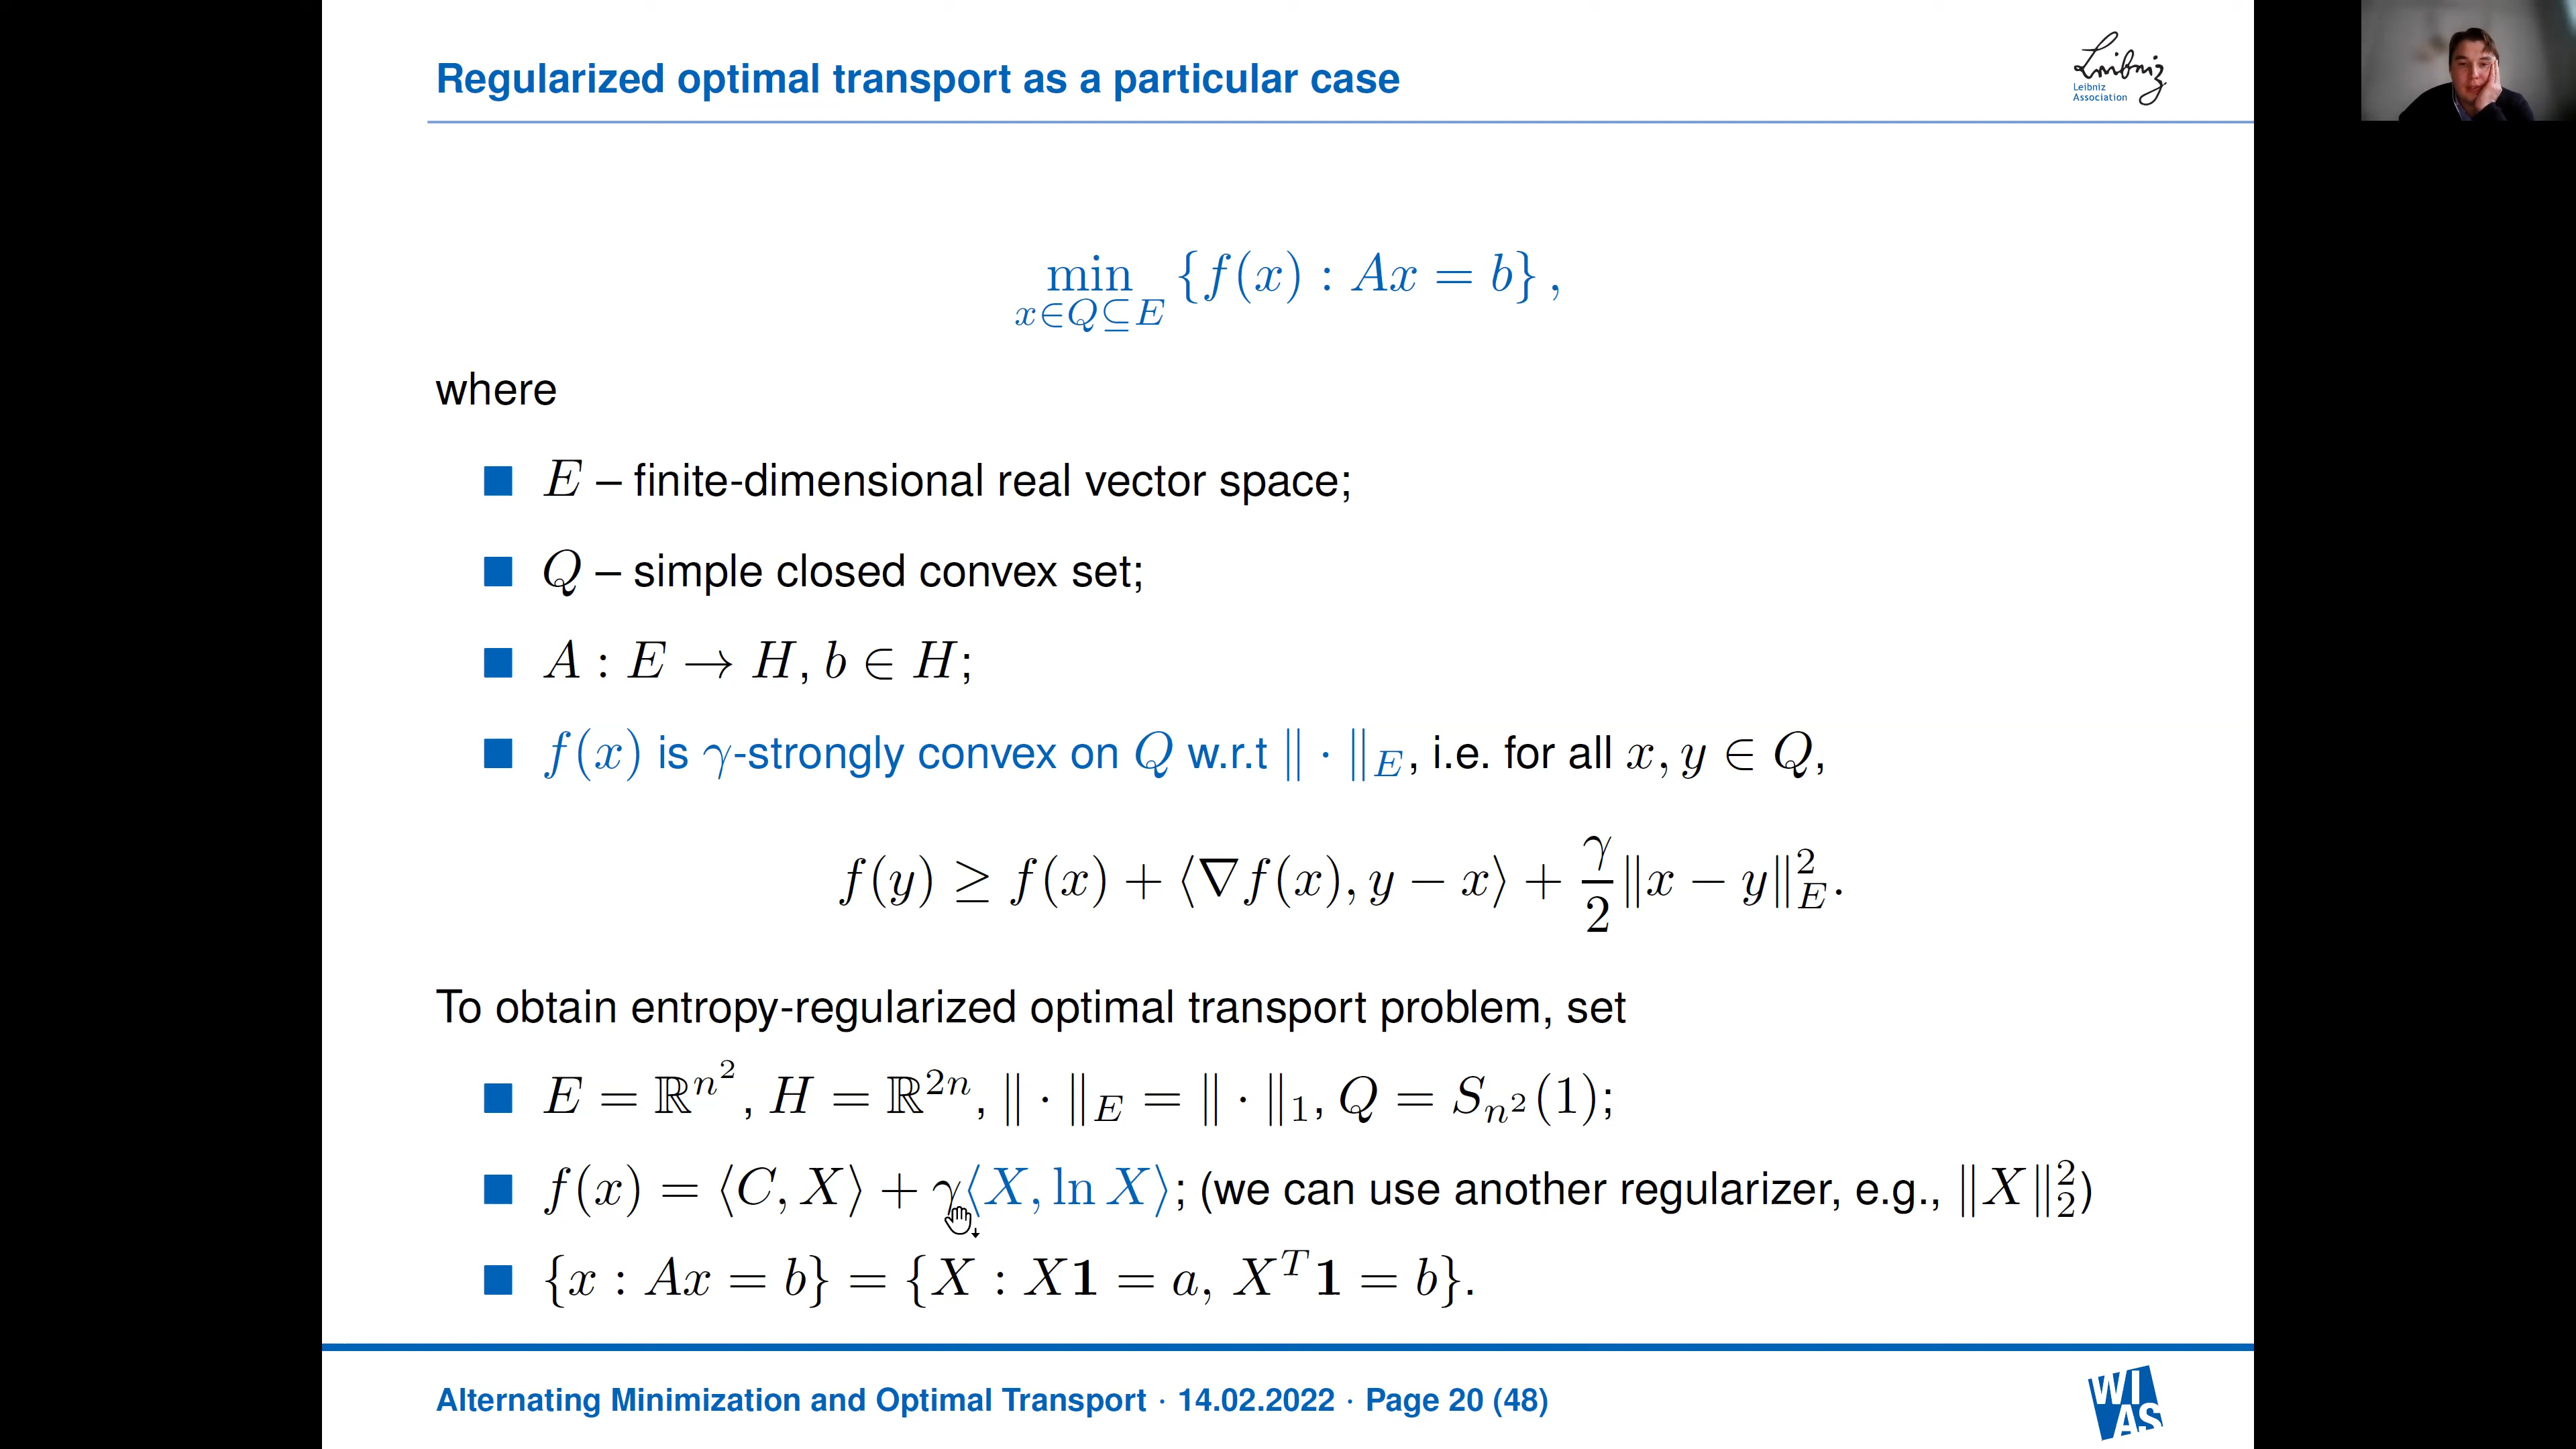 Regularized optimal transport as a particular case
Leibniz
Leibniz
Association
min {f(x) : Ax = b} ,
x∈Q⊆E
where
E – finite-dimensional real vector space;
Q – simple closed convex set;
A : E → H, b ∈ H;
f(x) is γ-strongly convex on Q w.r.t ‖ · ‖_E, i.e. for all x, y ∈ Q,
f(y) ≥ f(x) + ⟨∇f(x), y − x⟩ + γ/2 ‖x − y‖²_E.
To obtain entropy-regularized optimal transport problem, set
E = ℝ^{n²}, H = ℝ^{2n}, ‖ · ‖_E = ‖ · ‖₁, Q = S_{n²}(1);
f(x) = ⟨C, X⟩ + γ⟨X, ln X⟩; (we can use another regularizer, e.g., ‖X‖²₂)
{x : Ax = b} = {X : X𝟏 = a, X^T𝟏 = b}.
Alternating Minimization and Optimal Transport · 14.02.2022 · Page 20 (48)
WI
AS